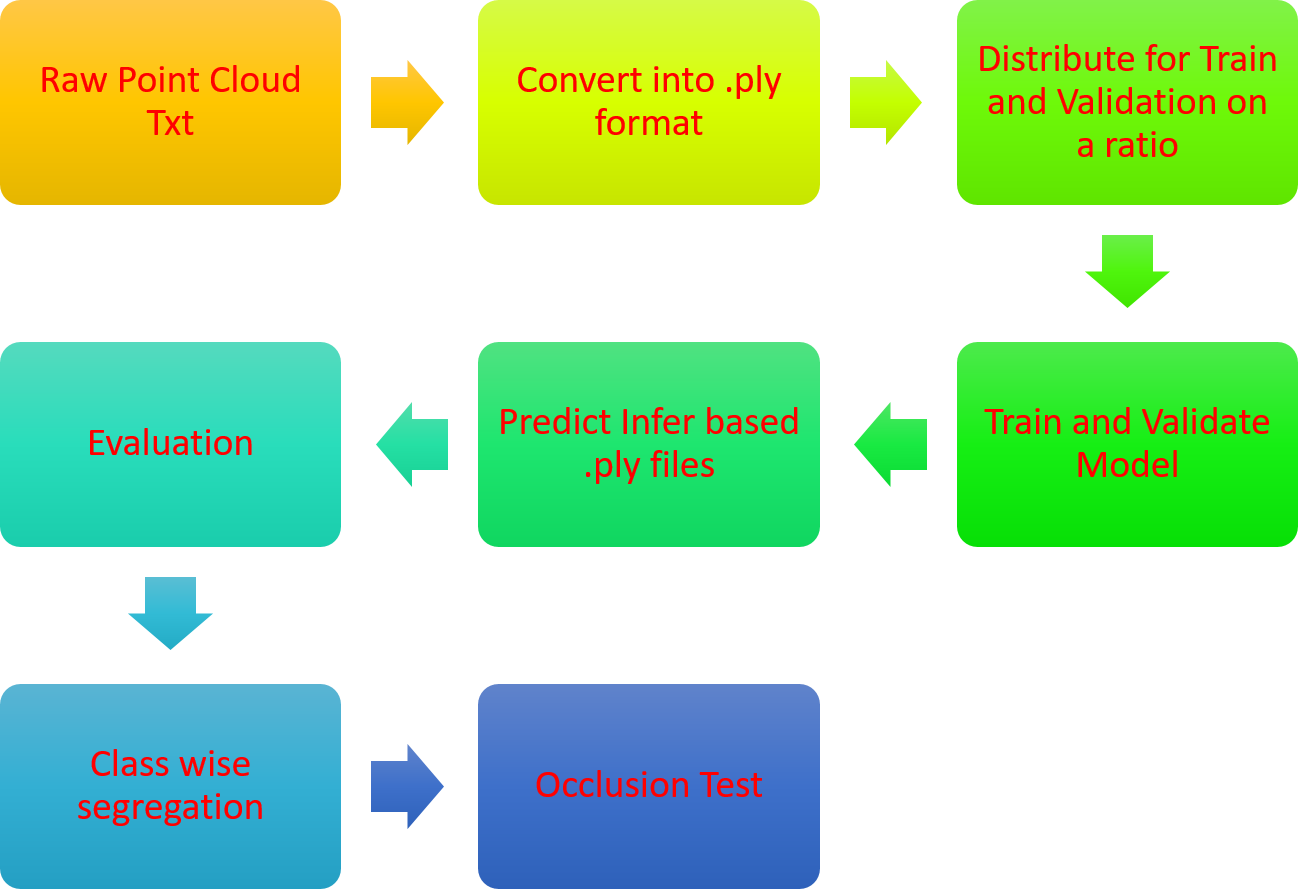 Raw Point Cloud
Txt
Convert into .ply
format
Distribute for Train
and Validation on
a ratio
Train and Validate
Model
Predict Infer based
.ply files
Evaluation
Class wise
segregation
Occlusion Test